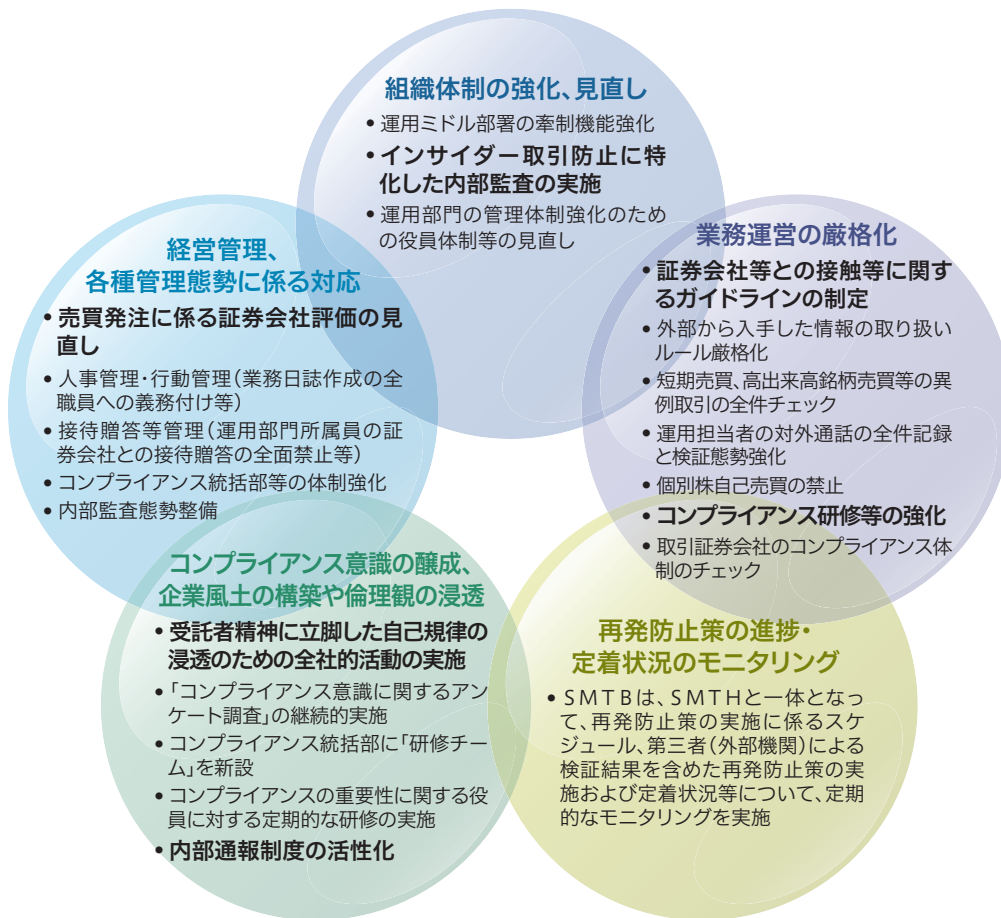 組織体制の強化、見直し
• 運用ミドル部署の牽制機能強化
• インサイダー取引防止に特
化した内部監査の実施
• 運用部門の管理体制強化のため
の役員体制等の見直し
経営管理、
各種管理態勢に係る対応
• 売買発注に係る証券会社評価の見
直し
• 人事管理・行動管理(業務日誌作成の全
職員への義務付け等)
• 接待贈答等管理(運用部門所属員の証
券会社との接待贈答の全面禁止等)
• コンプライアンス統括部等の体制強化
• 内部監査態勢整備
業務運営の厳格化
• 証券会社等との接触等に関す
るガイドラインの制定
• 外部から入手した情報の取り扱い
ルール厳格化
• 短期売買、高出来高銘柄売買等の異
例取引の全件チェック
• 運用担当者の対外通話の全件記録
と検証態勢強化
• 個別株自己売買の禁止
• コンプライアンス研修等の強化
• 取引証券会社のコンプライアンス体
制のチェック
コンプライアンス意識の醸成、
企業風土の構築や倫理観の浸透
• 受託者精神に立脚した自己規律の
浸透のための全社的活動の実施
• 「コンプライアンス意識に関するアン
ケート調査」の継続的実施
• コンプライアンス統括部に「研修チー
ム」を新設
• コンプライアンスの重要性に関する役
員に対する定期的な研修の実施
• 内部通報制度の活性化
再発防止策の進捗・
定着状況のモニタリング
• SMTBは、SMTHと一体となっ
て、再発防止策の実施に係るスケ
ジュール、第三者(外部機関)による
検証結果を含めた再発防止策の実
施および定着状況等について、定期
的なモニタリングを実施